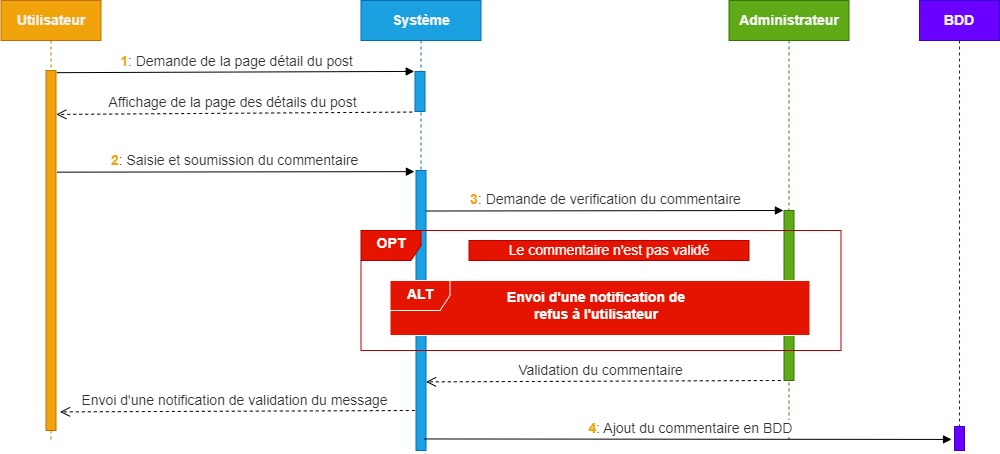 Utilisateur
Système
Administrateur
BDD
1: Demande de la page détail du post
Affichage de la page des détails du post
2: Saisie et soumission du commentaire
3: Demande de verification du commentaire
OPT
Le commentaire n'est pas validé
ALT
Envoi d'une notification de
refus à l'utilisateur
Validation du commentaire
Envoi d'une notification de validation du message
4: Ajout du commentaire en BDD